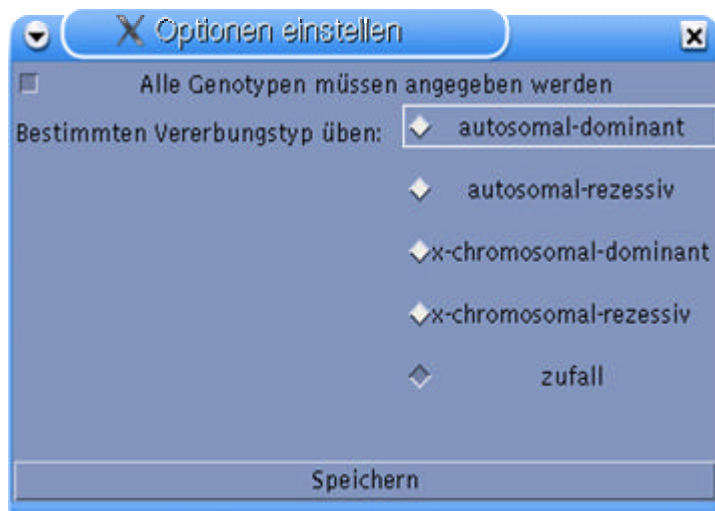 Optionen einstellen
Alle Genotypen müssen angegeben werden
Bestimmten Vererbungstyp üben:
autosomal-dominant
autosomal-rezessiv
x-chromosomal-dominant
x-chromosomal-rezessiv
zufall
Speichern